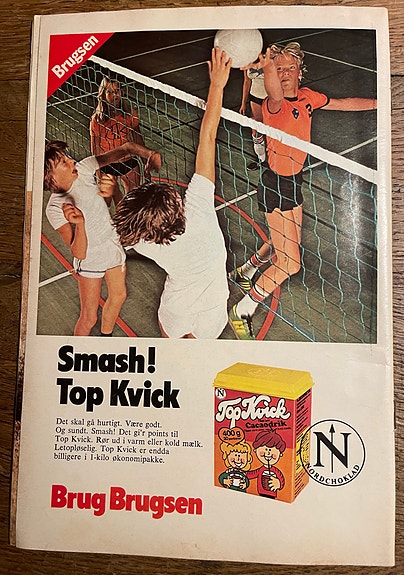 Brugsen
3
Smash!
Top Kvick
Det skal gå hurtigt. Være godt.
Og sundt. Smash! Det gi'r points til
Top Kvick. Rør ud i varm eller kold mælk.
Letopløselig. Top Kvick er endda
billigere i 1-kilo økonomipakke.
N
Top Kvick
Cacaodrik
400 g
N
NORDCHOKLAD
Brug Brugsen